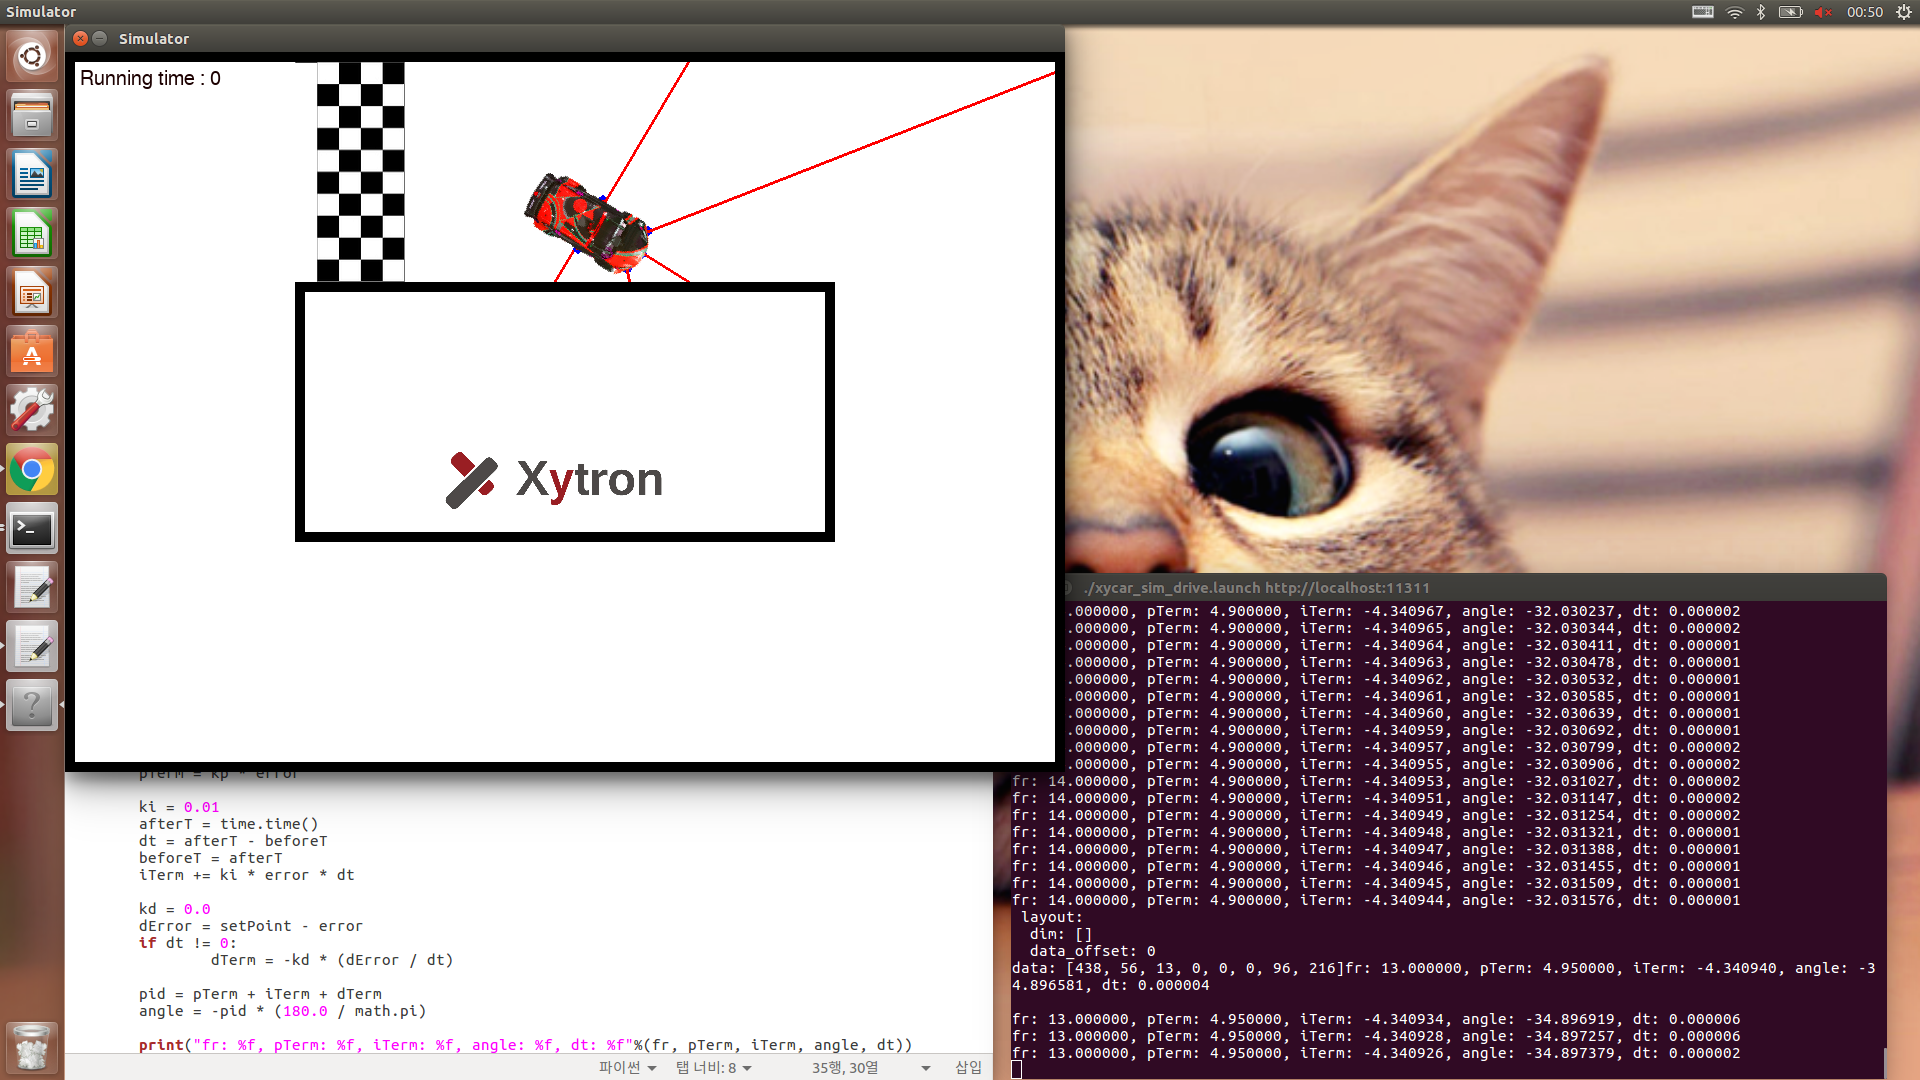 Simulator
00:50
Simulator
Running time : 0
Xytron
pTerm = kp * error
ki = 0.01
afterT = time.time()
dt = afterT - beforeT
beforeT = afterT
iTerm += ki * error * dt
kd = 0.0
dError = setPoint - error
if dt != 0:
dTerm = -kd * (dError / dt)
pid = pTerm + iTerm + dTerm
angle = -pid * (180.0 / math.pi)
print("fr: %f, pTerm: %f, iTerm: %f, angle: %f, dt: %f"%(fr, pTerm, iTerm, angle, dt))
파이썬 탭 너비: 8 35행, 30열 삽입
./xycar_sim_drive.launch http://localhost:11311
.000000, pTerm: 4.900000, iTerm: -4.340967, angle: -32.030237, dt: 0.000002
.000000, pTerm: 4.900000, iTerm: -4.340965, angle: -32.030344, dt: 0.000002
.000000, pTerm: 4.900000, iTerm: -4.340964, angle: -32.030411, dt: 0.000001
.000000, pTerm: 4.900000, iTerm: -4.340963, angle: -32.030478, dt: 0.000001
.000000, pTerm: 4.900000, iTerm: -4.340962, angle: -32.030532, dt: 0.000001
.000000, pTerm: 4.900000, iTerm: -4.340961, angle: -32.030585, dt: 0.000001
.000000, pTerm: 4.900000, iTerm: -4.340960, angle: -32.030639, dt: 0.000001
.000000, pTerm: 4.900000, iTerm: -4.340959, angle: -32.030692, dt: 0.000001
.000000, pTerm: 4.900000, iTerm: -4.340957, angle: -32.030799, dt: 0.000002
.000000, pTerm: 4.900000, iTerm: -4.340955, angle: -32.030906, dt: 0.000002
fr: 14.000000, pTerm: 4.900000, iTerm: -4.340953, angle: -32.031027, dt: 0.000002
fr: 14.000000, pTerm: 4.900000, iTerm: -4.340951, angle: -32.031147, dt: 0.000002
fr: 14.000000, pTerm: 4.900000, iTerm: -4.340949, angle: -32.031254, dt: 0.000002
fr: 14.000000, pTerm: 4.900000, iTerm: -4.340948, angle: -32.031321, dt: 0.000001
fr: 14.000000, pTerm: 4.900000, iTerm: -4.340947, angle: -32.031388, dt: 0.000001
fr: 14.000000, pTerm: 4.900000, iTerm: -4.340946, angle: -32.031455, dt: 0.000001
fr: 14.000000, pTerm: 4.900000, iTerm: -4.340945, angle: -32.031509, dt: 0.000001
fr: 14.000000, pTerm: 4.900000, iTerm: -4.340944, angle: -32.031576, dt: 0.000001
layout:
dim: []
data_offset: 0
data: [438, 56, 13, 0, 0, 0, 96, 216]fr: 13.000000, pTerm: 4.950000, iTerm: -4.340940, angle: -3
4.896581, dt: 0.000004
fr: 13.000000, pTerm: 4.950000, iTerm: -4.340934, angle: -34.896919, dt: 0.000006
fr: 13.000000, pTerm: 4.950000, iTerm: -4.340928, angle: -34.897257, dt: 0.000006
fr: 13.000000, pTerm: 4.950000, iTerm: -4.340926, angle: -34.897379, dt: 0.000002